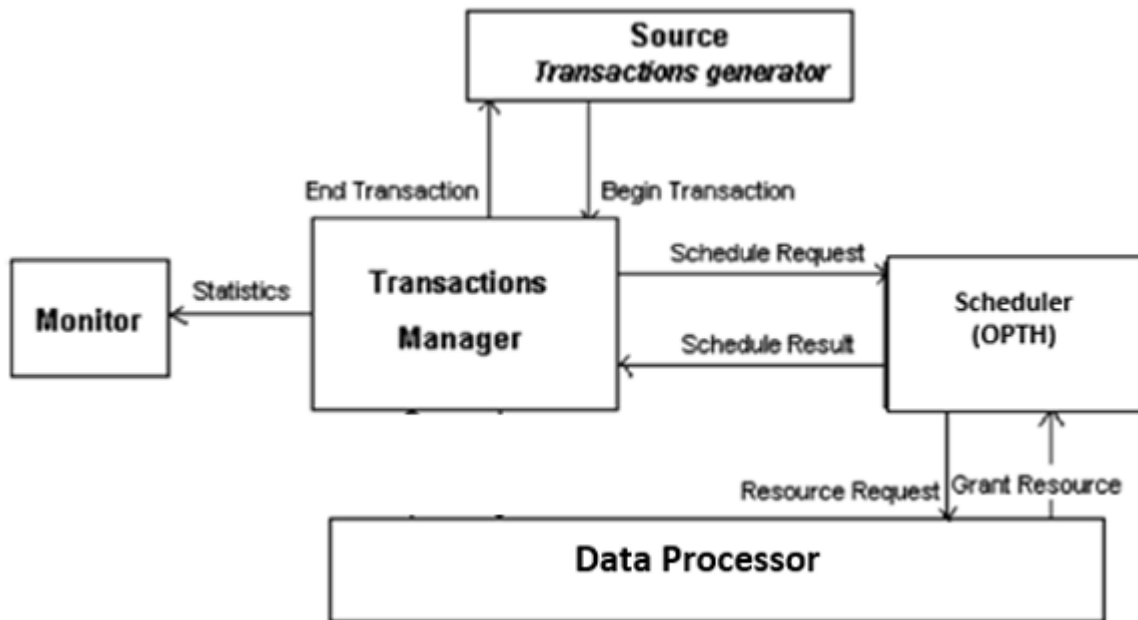 Source
Transactions generator
End Transaction
Begin Transaction
Schedule Request
Statistics
Transactions
Manager
Monitor
Scheduler
(OPTH)
Schedule Result
Resource Request
Grant Resource
Data Processor